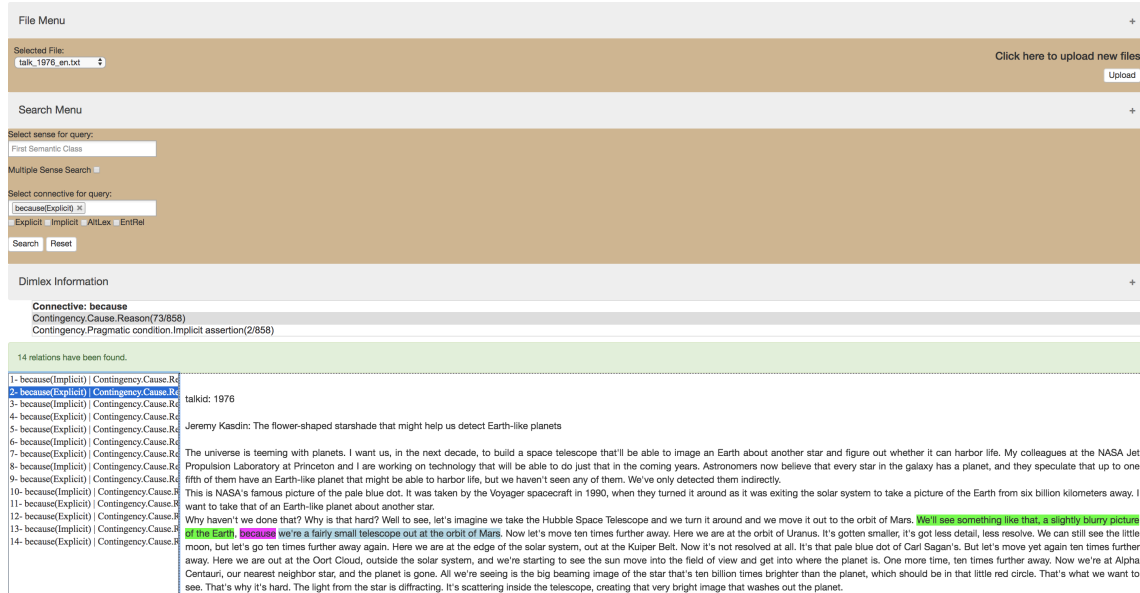 File Menu +
Selected File:
talk_1976_en.txt
Click here to upload new files
Upload
Search Menu +
Select sense for query:
First Semantic Class
Multiple Sense Search
Select connective for query:
because(Explicit) ×
Explicit Implicit AltLex EntRel
Search Reset
Dimlex Information +
Connective: because
Contingency.Cause.Reason(73/858)
Contingency.Pragmatic condition.Implicit assertion(2/858)
14 relations have been found.
1- because(Implicit) | Contingency.Cause.Re
2- because(Explicit) | Contingency.Cause.Re
3- because(Implicit) | Contingency.Cause.Re
4- because(Explicit) | Contingency.Cause.Re
5- because(Explicit) | Contingency.Cause.Re
6- because(Implicit) | Contingency.Cause.Re
7- because(Explicit) | Contingency.Cause.Re
8- because(Implicit) | Contingency.Cause.Re
9- because(Explicit) | Contingency.Cause.Re
10- because(Implicit) | Contingency.Cause.R
11- because(Explicit) | Contingency.Cause.R
12- because(Explicit) | Contingency.Cause.R
13- because(Implicit) | Contingency.Cause.R
14- because(Explicit) | Contingency.Cause.R
talkid: 1976
Jeremy Kasdin: The flower-shaped starshade that might help us detect Earth-like planets
The universe is teeming with planets. I want us, in the next decade, to build a space telescope that'll be able to image an Earth about another star and figure out whether it can harbor life. My colleagues at the NASA Jet
Propulsion Laboratory at Princeton and I are working on technology that will be able to do just that in the coming years. Astronomers now believe that every star in the galaxy has a planet, and they speculate that up to one
fifth of them have an Earth-like planet that might be able to harbor life, but we haven't seen any of them. We've only detected them indirectly.
This is NASA's famous picture of the pale blue dot. It was taken by the Voyager spacecraft in 1990, when they turned it around as it was exiting the solar system to take a picture of the Earth from six billion kilometers away. I
want to take that of an Earth-like planet about another star.
Why haven't we done that? Why is that hard? Well to see, let's imagine we take the Hubble Space Telescope and we turn it around and we move it out to the orbit of Mars. We'll see something like that, a slightly blurry picture
of the Earth, because we're a fairly small telescope out at the orbit of Mars. Now let's move ten times further away. Here we are at the orbit of Uranus. It's gotten smaller, it's got less detail, less resolve. We can still see the little
moon, but let's go ten times further away again. Here we are at the edge of the solar system, out at the Kuiper Belt. Now it's not resolved at all. It's that pale blue dot of Carl Sagan's. But let's move yet again ten times further
away. Here we are out at the Oort Cloud, outside the solar system, and we're starting to see the sun move into the field of view and get into where the planet is. One more time, ten times further away. Now we're at Alpha
Centauri, our nearest neighbor star, and the planet is gone. All we're seeing is the big beaming image of the star that's ten billion times brighter than the planet, which should be in that little red circle. That's what we want to
see. That's why it's hard. The light from the star is diffracting. It's scattering inside the telescope, creating that very bright image that washes out the planet.